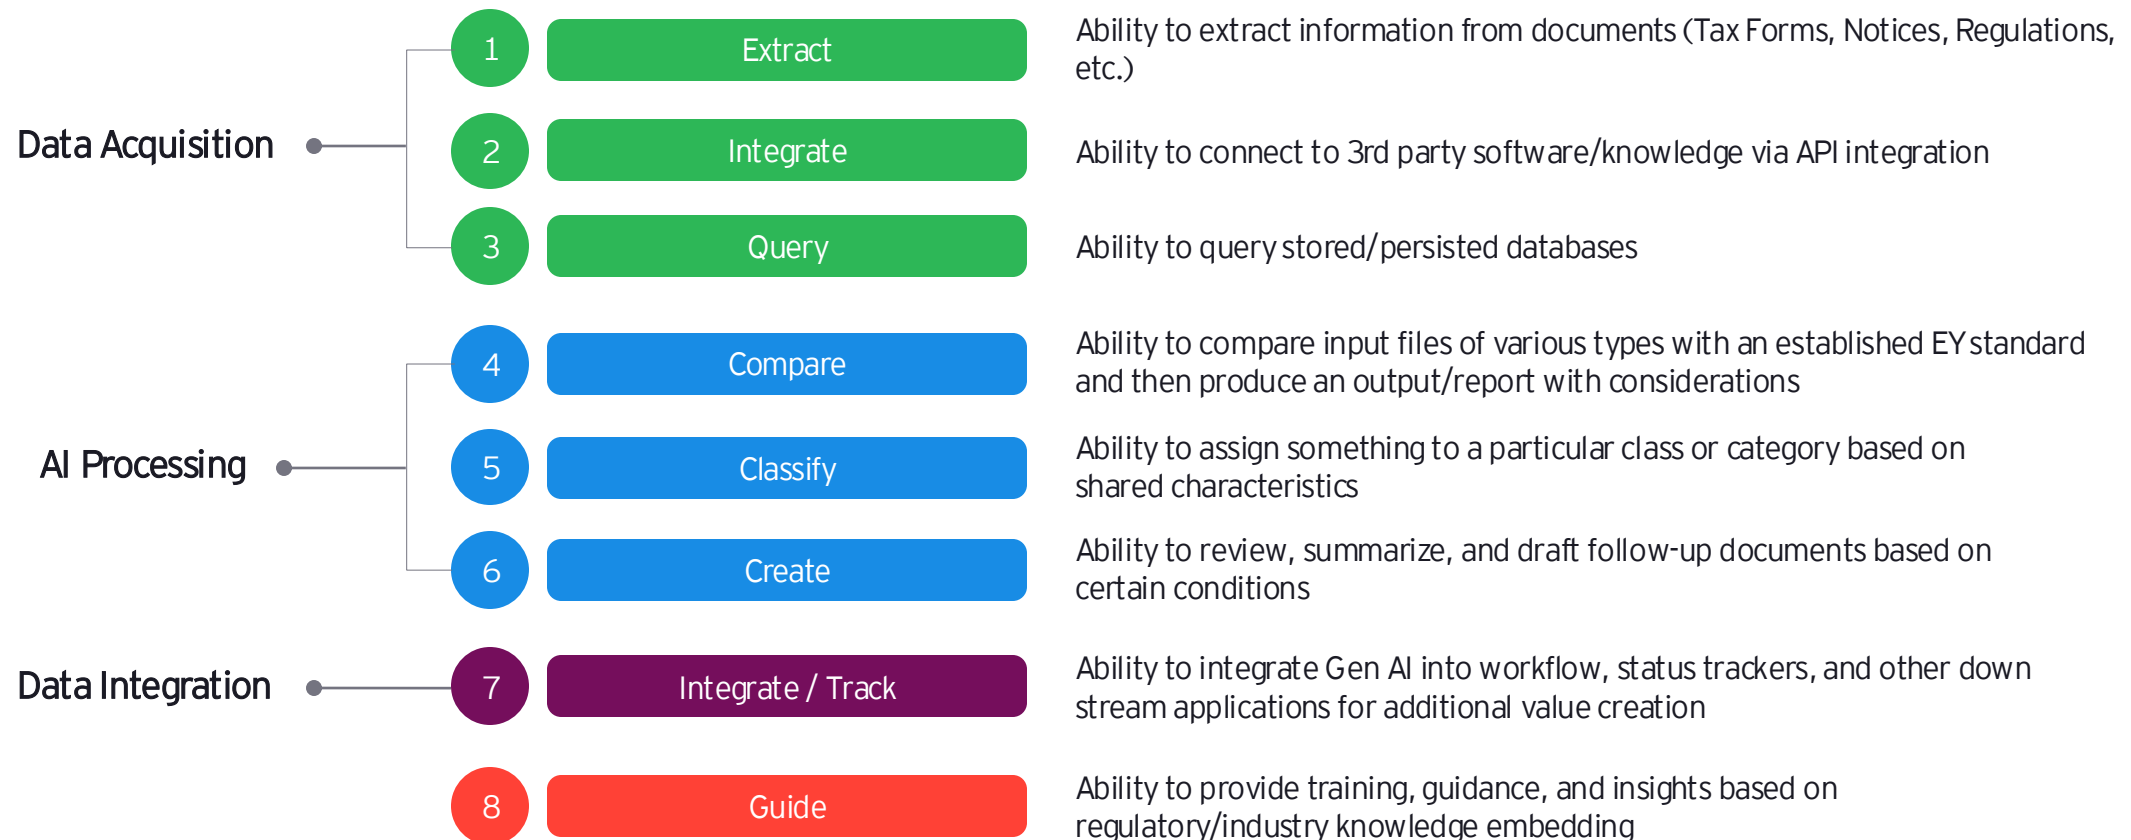 Data Acquisition
1
Extract
Ability to extract information from documents (Tax Forms, Notices, Regulations,
etc.)
2
Integrate
Ability to connect to 3rd party software/knowledge via API integration
3
Query
Ability to query stored/persisted databases
AI Processing
4
Compare
Ability to compare input files of various types with an established EY standard
and then produce an output/report with considerations
5
Classify
Ability to assign something to a particular class or category based on
shared characteristics
6
Create
Ability to review, summarize, and draft follow-up documents based on
certain conditions
Data Integration
7
Integrate / Track
Ability to integrate Gen AI into workflow, status trackers, and other down
stream applications for additional value creation
8
Guide
Ability to provide training, guidance, and insights based on
regulatory/industry knowledge embedding